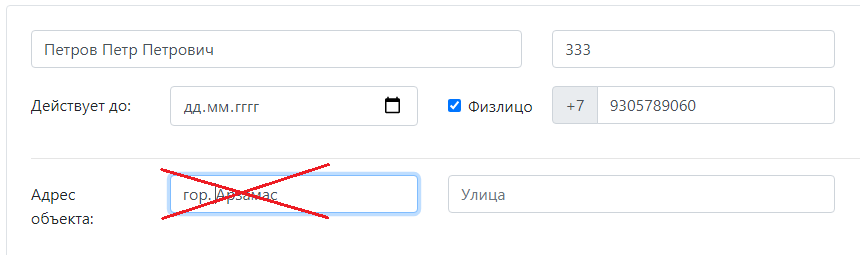 Петров Петр Петрович 333
Действует до: дд.мм.гггг Физлицо +7 9305789060
Адрес объекта: гор. Арзамас Улица